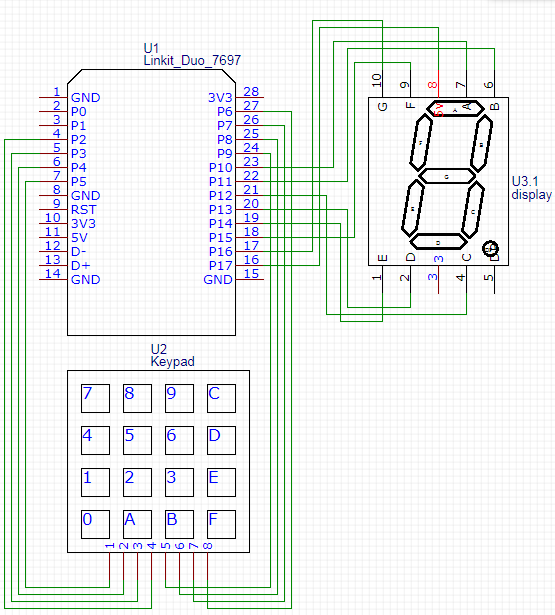 U1
Linkit_Duo_7697
1 GND 3V3 28
2 P0 P6 27
3 P1 P7 26
4 P2 P8 25
5 P3 P9 24
6 P4 P10 23
7 P5 P11 22
8 GND P12 21
9 RST P13 20
10 3V3 P14 19
11 5V P15 18
12 D- P16 17
13 D+ P17 16
14 GND GND 15
10 9 8 7 6
G F 5V A B
A
F B
G
E C
D
E D 3 C
1 2 3 4 5
U3.1
display
U2
Keypad
7 8 9 C
4 5 6 D
1 2 3 E
0 A B F
1 2 3 4 5 6 7 8